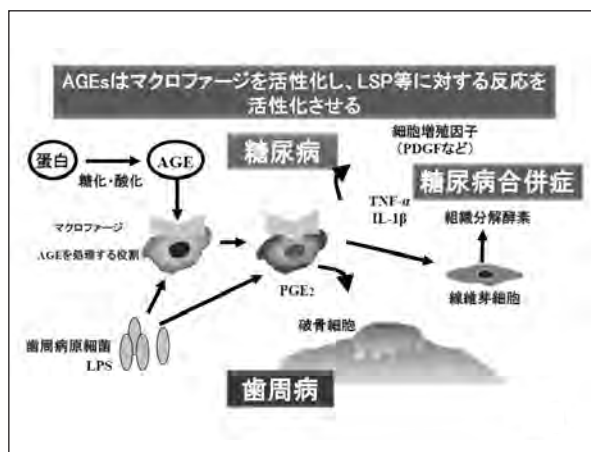 AGEsはマクロファージを活性化し、LSP等に対する反応を
活性化させる
蛋白
AGE
糖化・酸化
糖尿病
細胞増殖因子
(PDGFなど)
糖尿病合併症
TNF-α
IL-1β
組織分解酵素
マクロファージ
AGEを処理する役割
PGE2
線維芽細胞
歯周病原細菌
LPS
破骨細胞
歯周病